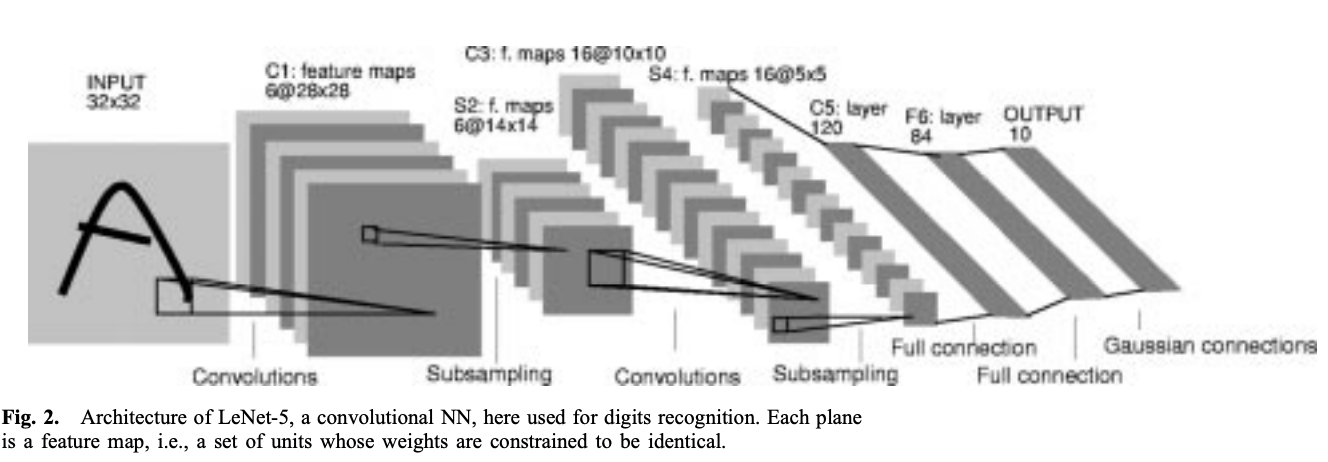 INPUT
32x32
C1: feature maps
6@28x28
S2: f. maps
6@14x14
C3: f. maps 16@10x10
S4: f. maps 16@5x5
C5: layer
120
F6: layer
84
OUTPUT
10
Convolutions
Subsampling
Convolutions
Subsampling
Full connection
Full connection
Gaussian connections
Fig. 2. Architecture of LeNet-5, a convolutional NN, here used for digits recognition. Each plane
is a feature map, i.e., a set of units whose weights are constrained to be identical.